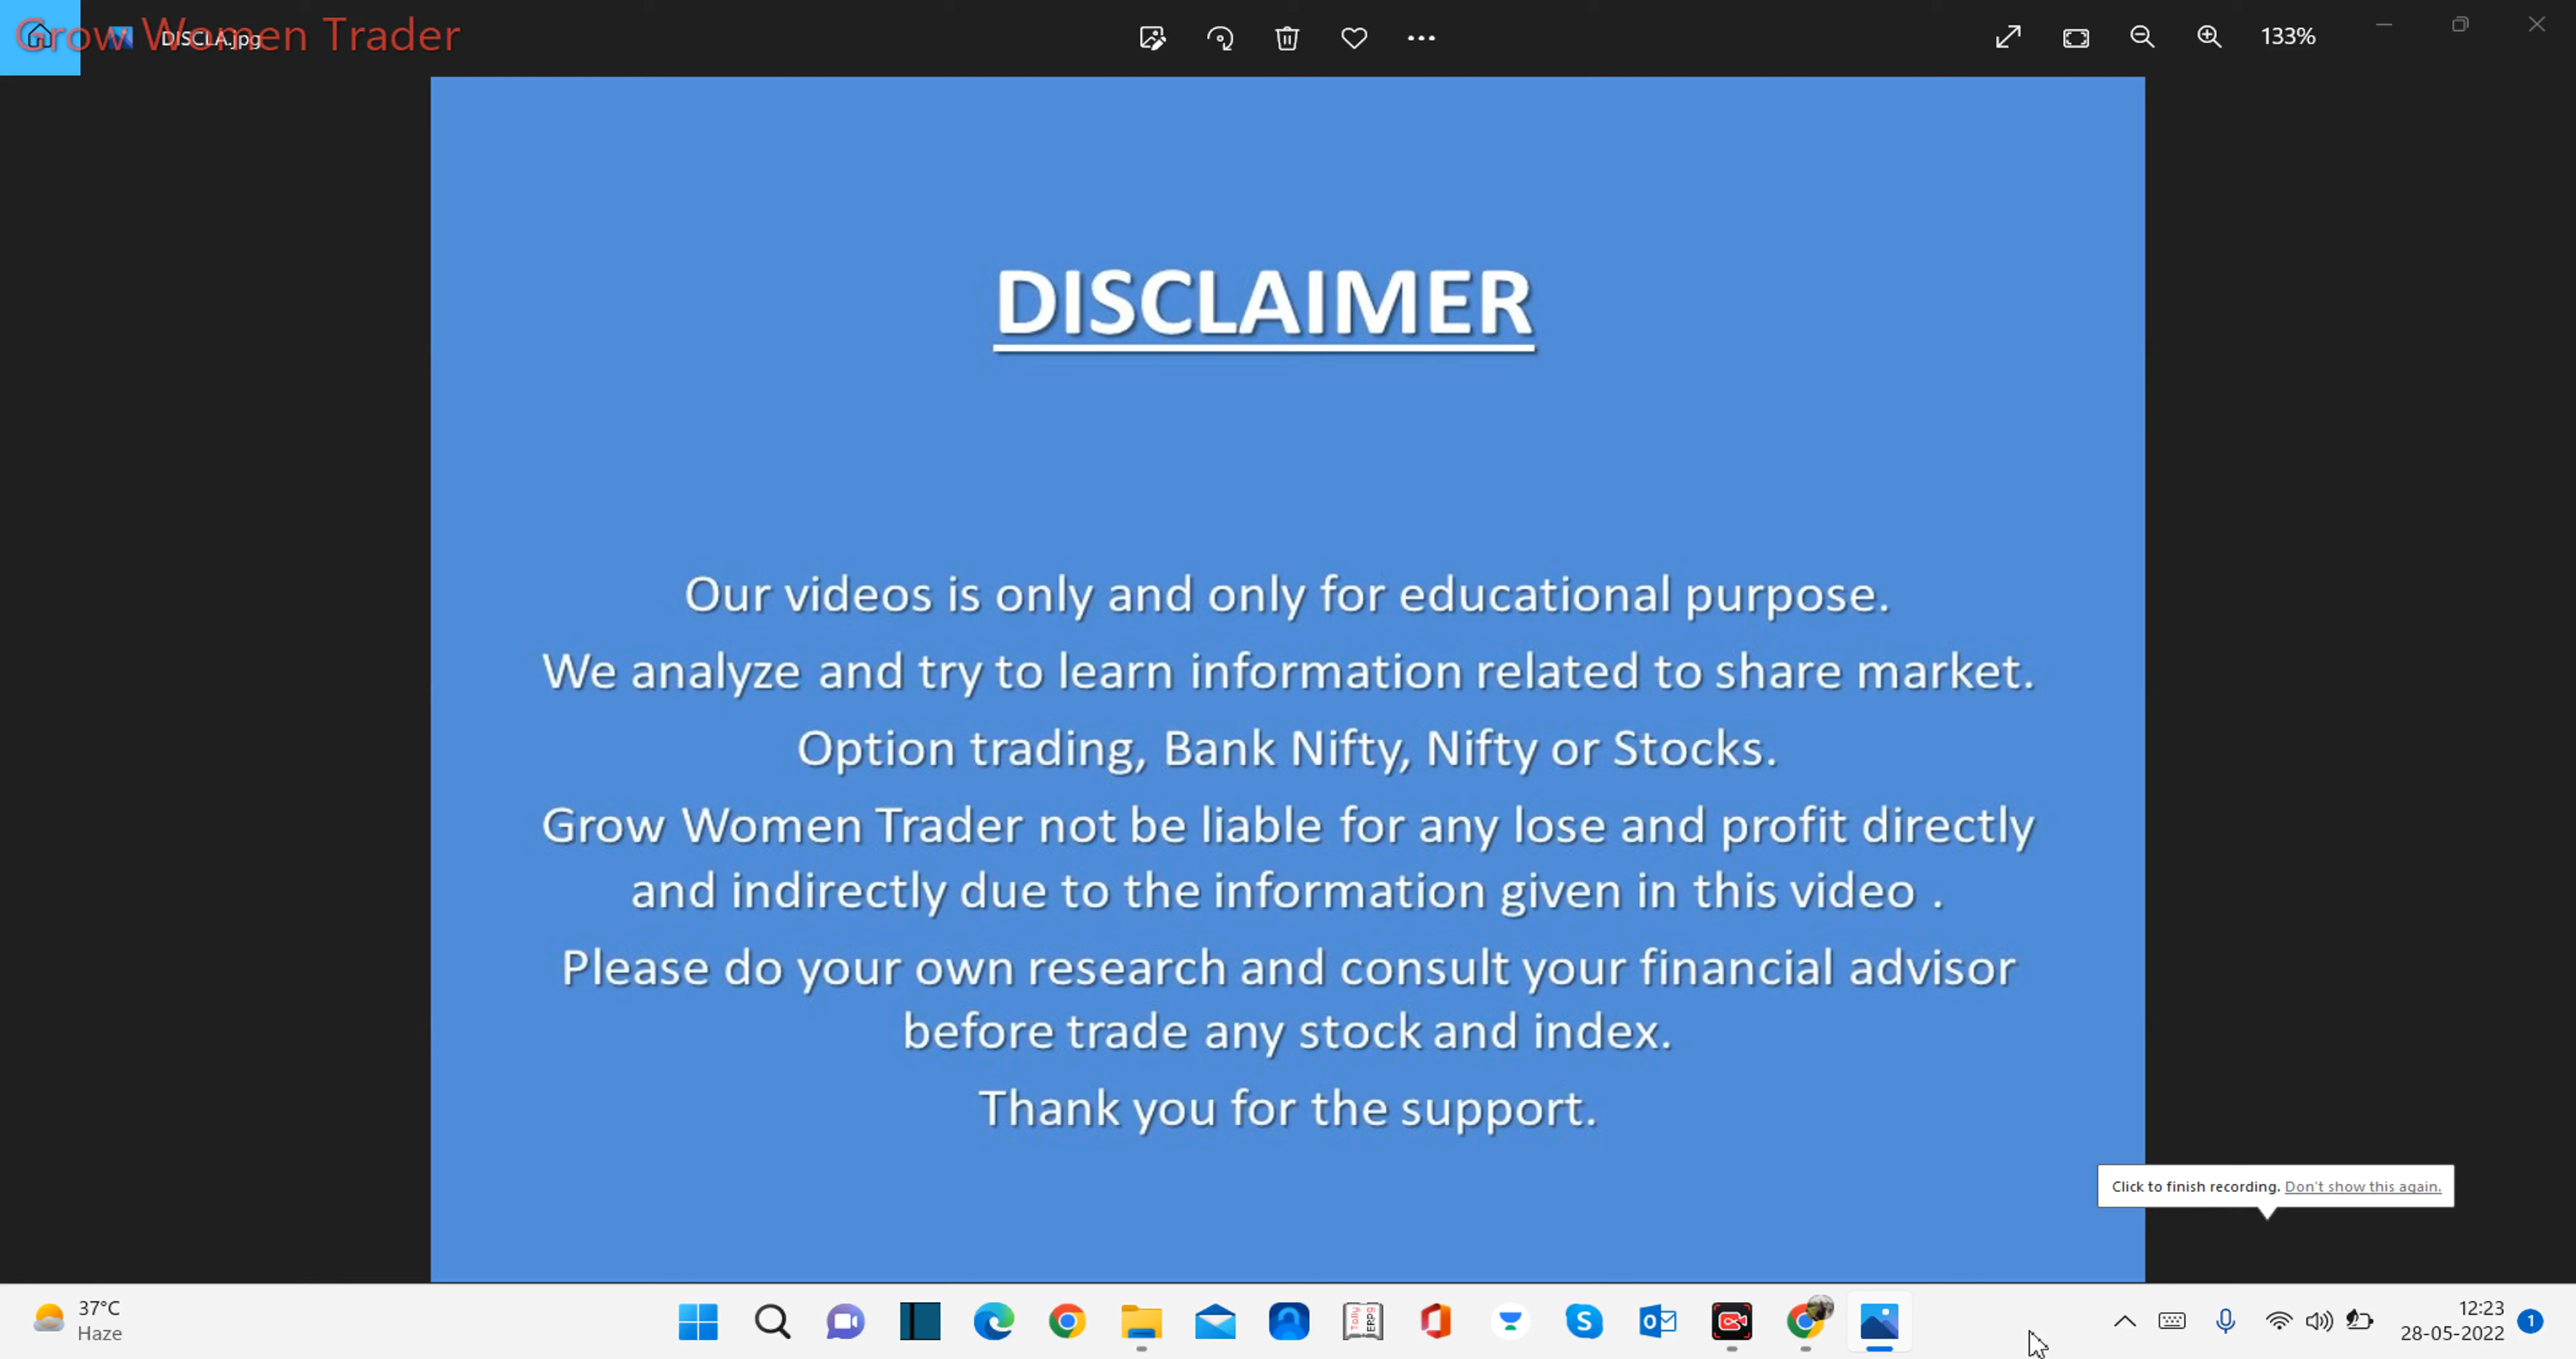 Grow Women Trader
DISCLA.jpg
133%
DISCLAIMER
Our videos is only and only for educational purpose.
We analyze and try to learn information related to share market.
Option trading, Bank Nifty, Nifty or Stocks.
Grow Women Trader not be liable for any lose and profit directly
and indirectly due to the information given in this video .
Please do your own research and consult your financial advisor
before trade any stock and index.
Thank you for the support.
Click to finish recording. Don't show this again.
37°C
Haze
Tally
ERP9
12:23
28-05-2022
1